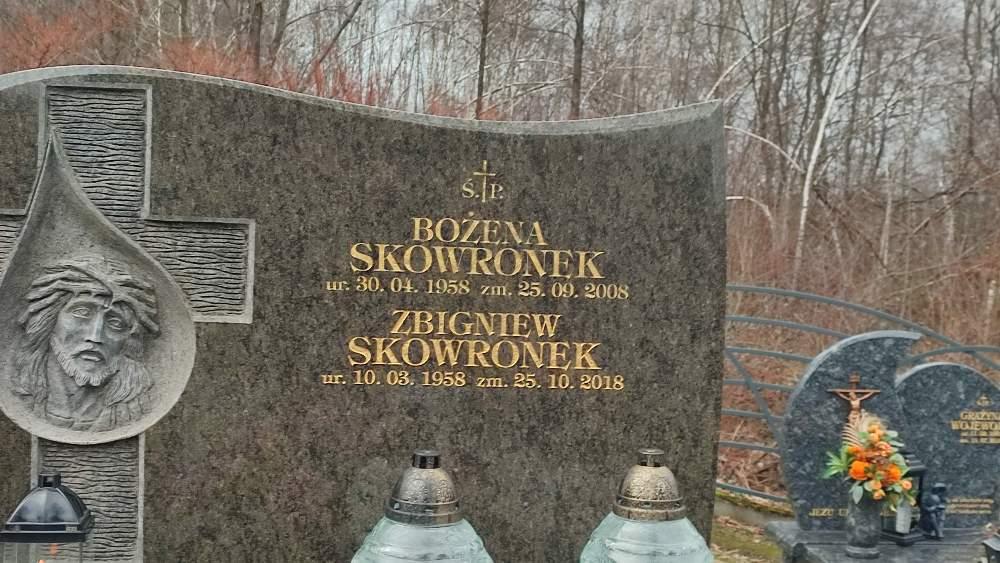 Ś.P.
BOŻENA
SKOWRONEK
ur. 30. 04. 1958 zm. 25. 09. 2008
ZBIGNIEW
SKOWRONEK
ur. 10. 03. 1958 zm. 25. 10. 2018
JEZU